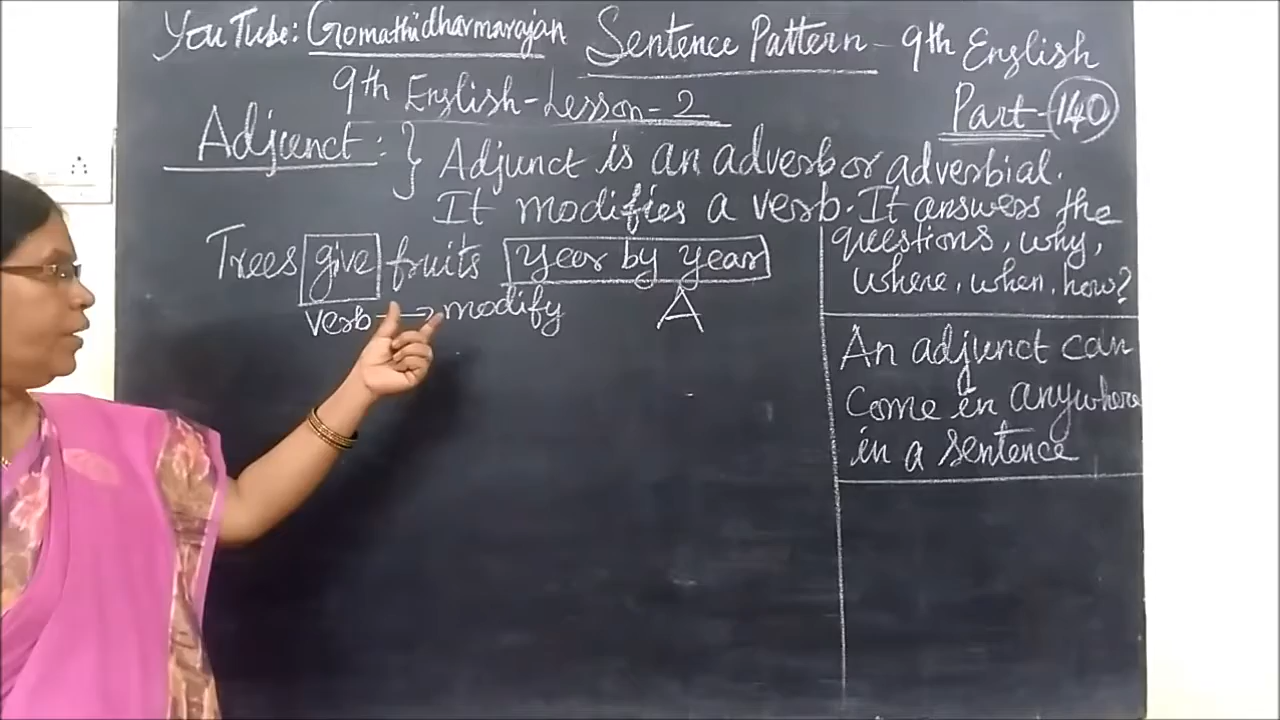 YouTube: Gomathidharmarajan Sentence Pattern - 9th English
9th English - Lesson - 2
Part - 140
Adjunct : } Adjunct is an adverb or adverbial.
It modifies a verb. It answers the
questions, why,
where, when, how?
Trees give fruits year by year
verb → modify A
An adjunct can
come in anywhere
in a sentence